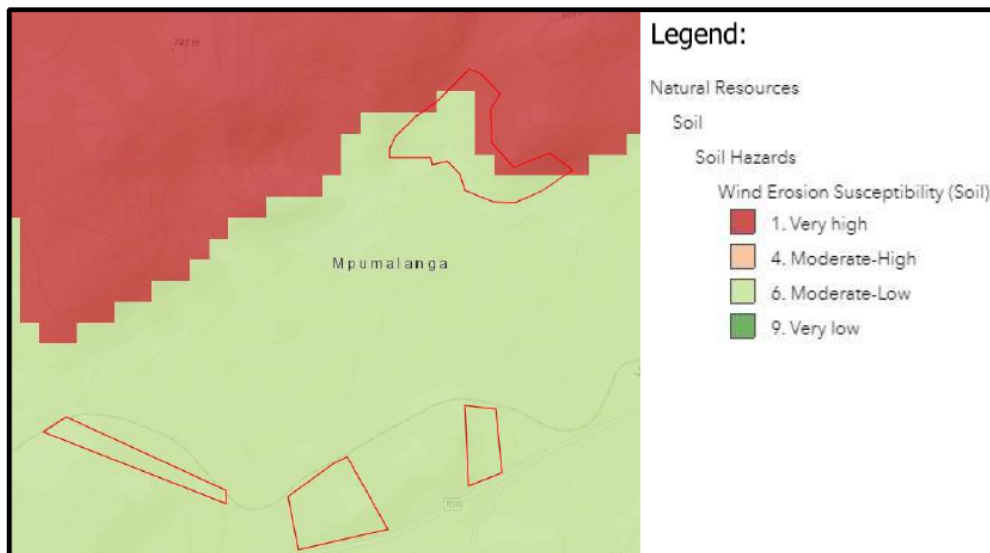 741 m
Mpumalanga
Legend:
Natural Resources
Soil
Soil Hazards
Wind Erosion Susceptibility (Soil)
1. Very high
4. Moderate-High
6. Moderate-Low
9. Very low